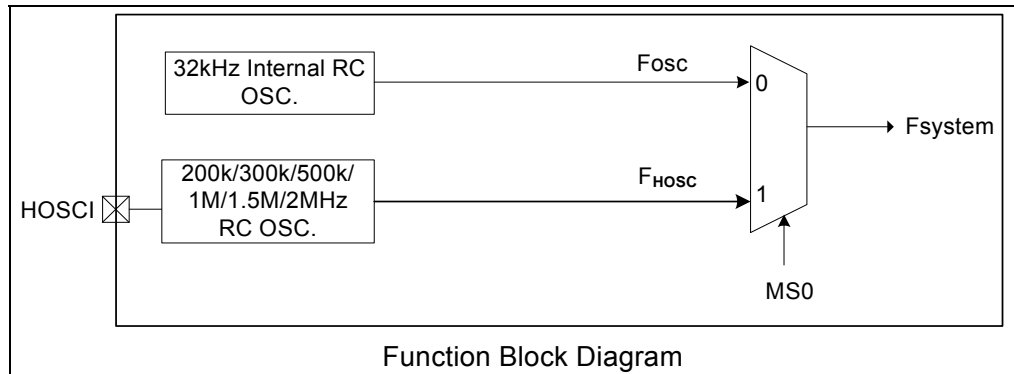 32kHz Internal RC
OSC.
Fosc
0
Fsystem
200k/300k/500k/
1M/1.5M/2MHz
RC OSC.
HOSCI
FHOSC
1
MS0
Function Block Diagram